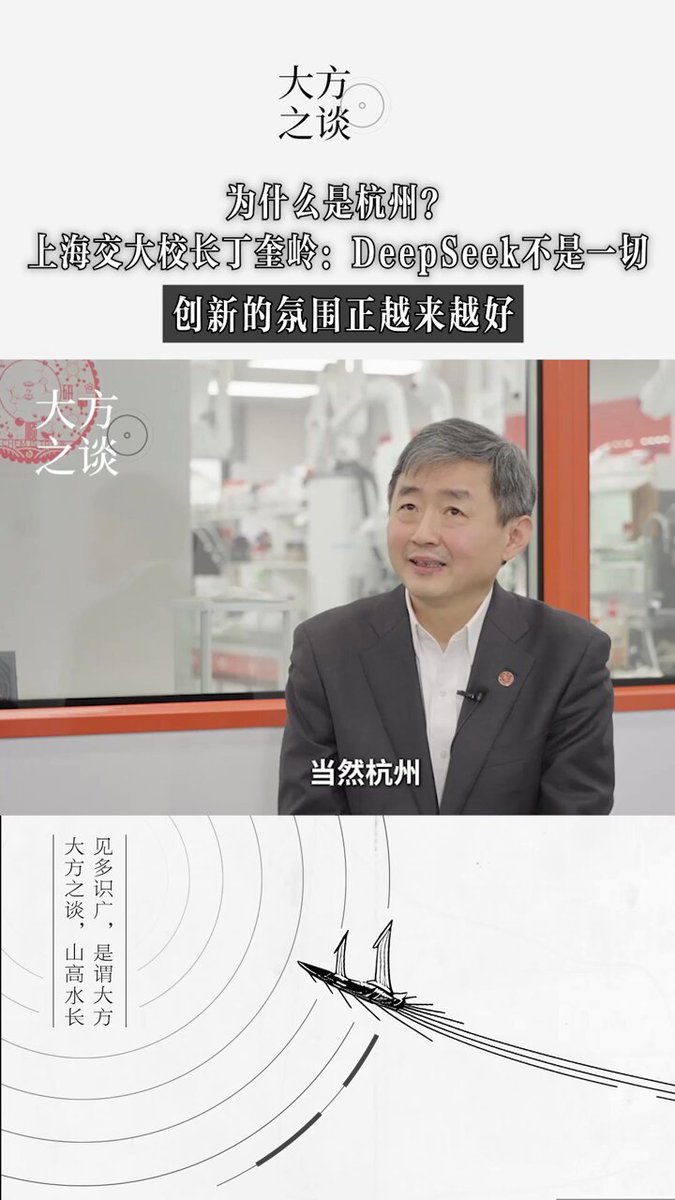 大方
之谈
为什么是杭州？
上海交大校长丁奎岭：DeepSeek不是一切
创新的氛围正越来越好
研
大方
之谈
当然杭州
见多识广，是谓大方
大方之谈，山高水长